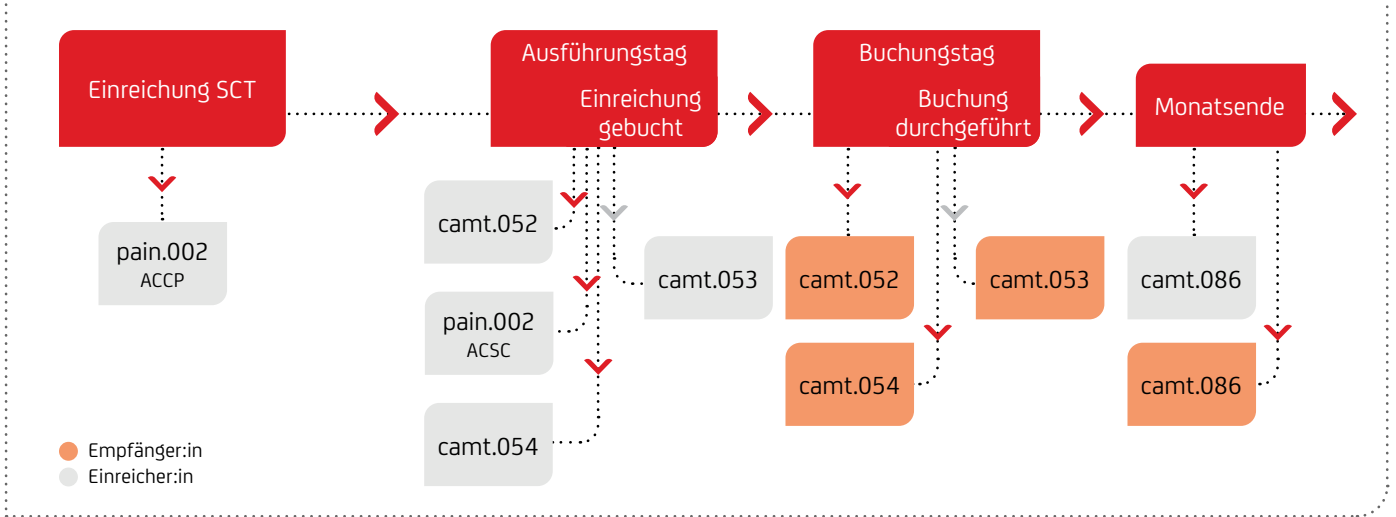 Einreichung SCT
Ausführungstag
Einreichung
gebucht
Buchungstag
Buchung
durchgeführt
Monatsende
pain.002
ACCP
camt.052
pain.002
ACSC
camt.054
camt.053
camt.052
camt.054
camt.053
camt.086
camt.086
Empfänger:in
Einreicher:in